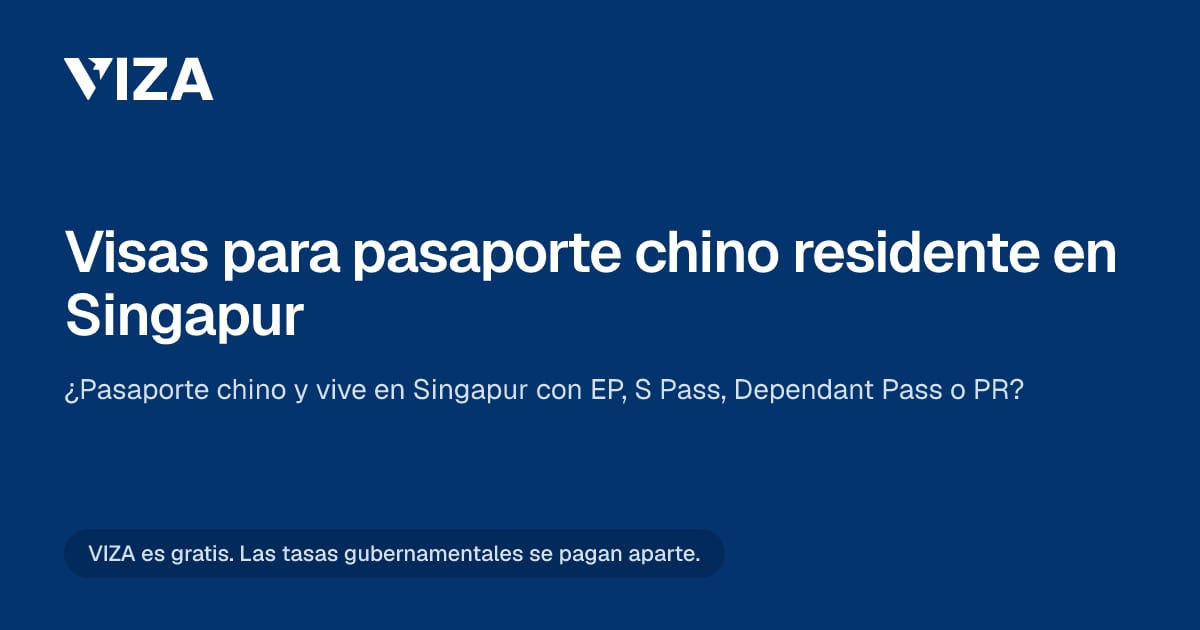 VIZA
Visas para pasaporte chino residente en
Singapur
¿Pasaporte chino y vive en Singapur con EP, S Pass, Dependant Pass o PR?
VIZA es gratis. Las tasas gubernamentales se pagan aparte.